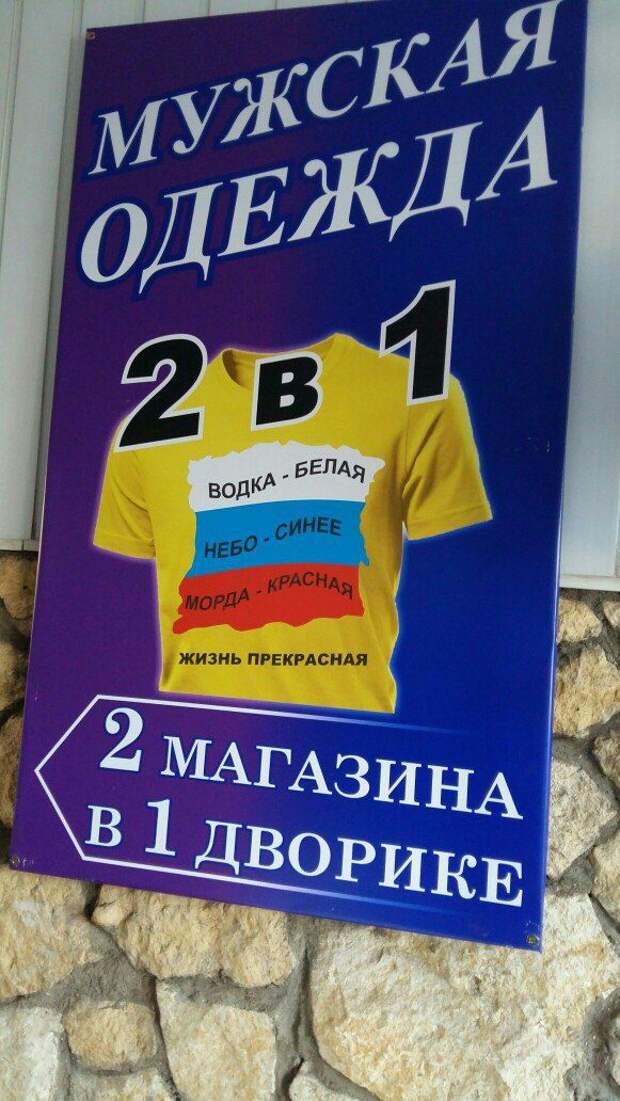 МУЖСКАЯ
ОДЕЖДА
2 в 1
ВОДКА - БЕЛАЯ
НЕБО - СИНЕЕ
МОРДА - КРАСНАЯ
ЖИЗНЬ ПРЕКРАСНАЯ
2 МАГАЗИНА
В 1 ДВОРИКЕ